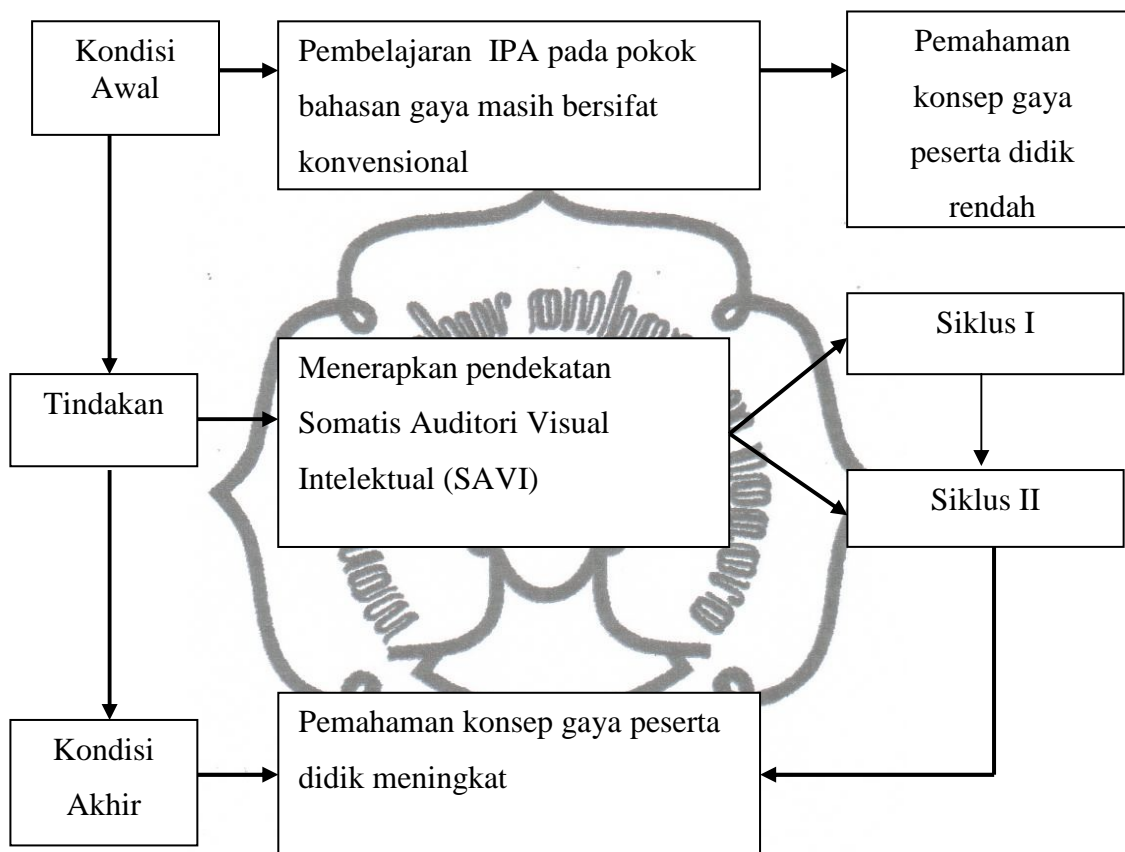 Kondisi
Awal
Pembelajaran IPA pada pokok
bahasan gaya masih bersifat
konvensional
Pemahaman
konsep gaya
peserta didik
rendah
Tindakan
Menerapkan pendekatan
Somatis Auditori Visual
Intelektual (SAVI)
Siklus I
Siklus II
Kondisi
Akhir
Pemahaman konsep gaya peserta
didik meningkat